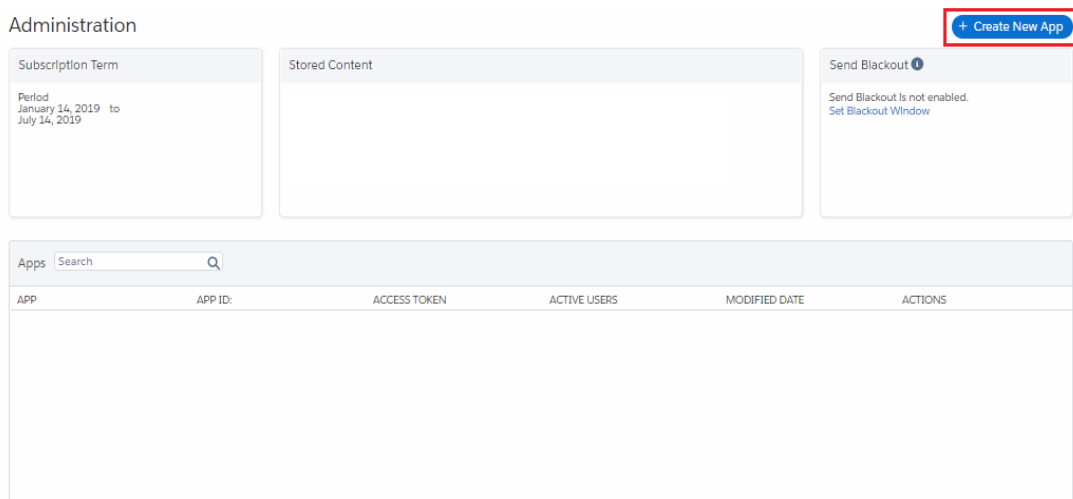 Administration
+ Create New App
Subscription Term
Stored Content
Send Blackout
Period
January 14, 2019 to
July 14, 2019
Send Blackout is not enabled.
Set Blackout Window
Apps Search
APP APP ID: ACCESS TOKEN ACTIVE USERS MODIFIED DATE ACTIONS